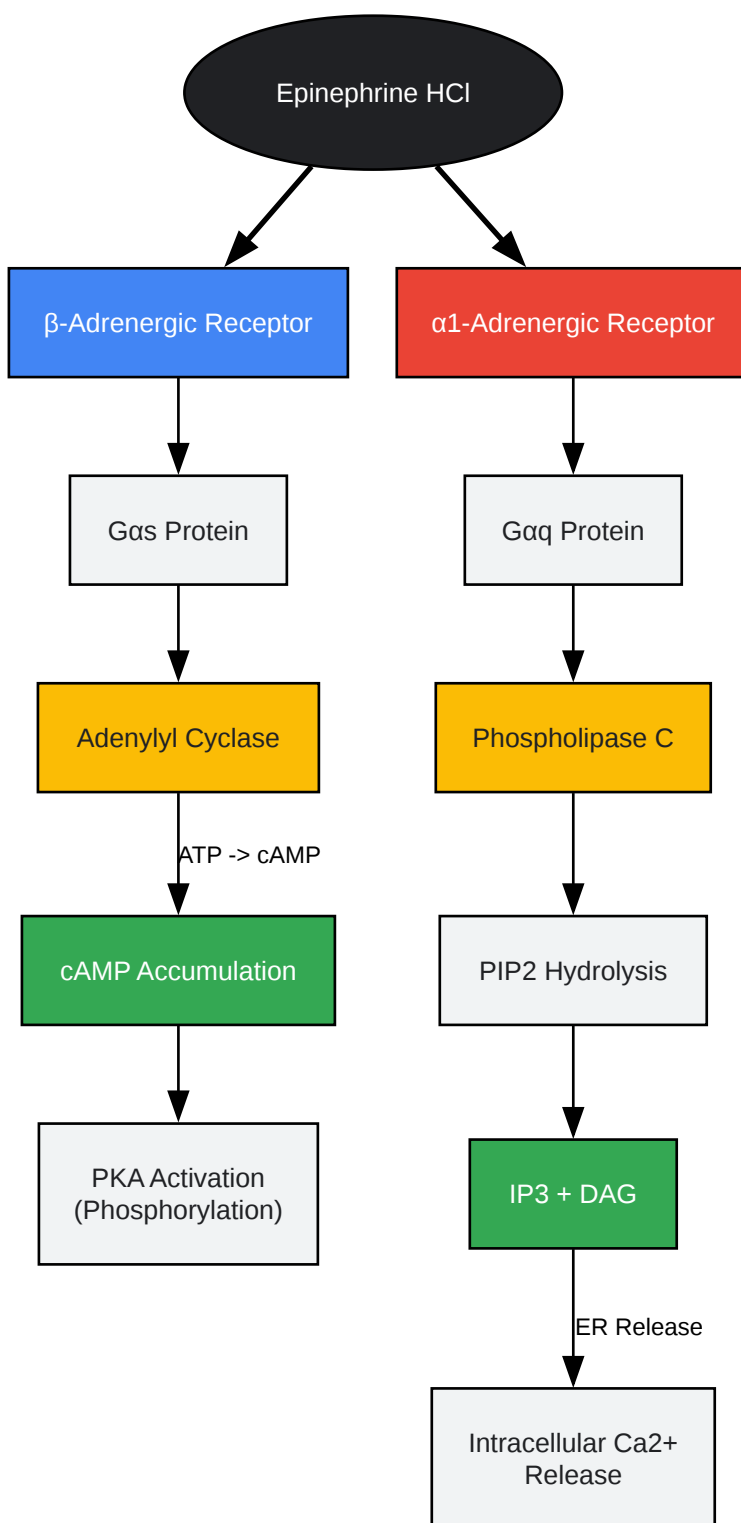 Epinephrine HCl
β-Adrenergic Receptor
α1-Adrenergic Receptor
Gαs Protein
Gαq Protein
Adenylyl Cyclase
Phospholipase C
ATP -> cAMP
cAMP Accumulation
PIP2 Hydrolysis
PKA Activation
(Phosphorylation)
IP3 + DAG
ER Release
Intracellular Ca2+
Release